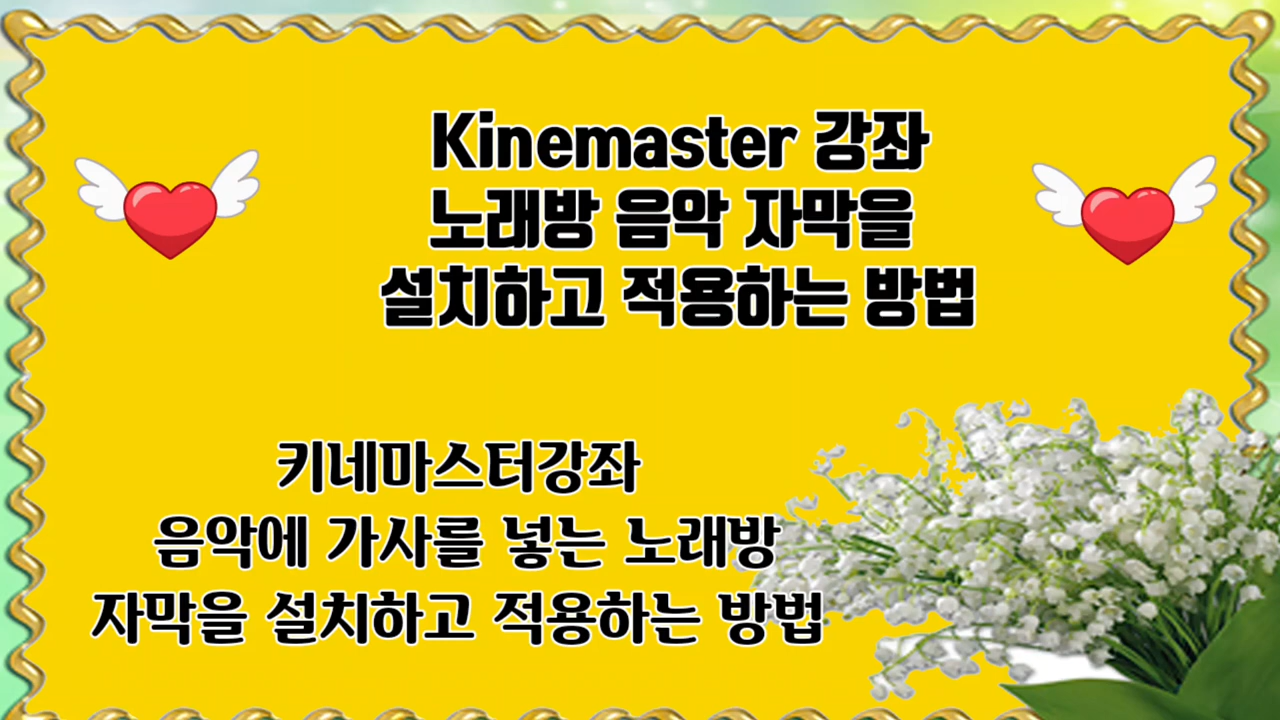 Kinemaster 강좌
노래방 음악 자막을
설치하고 적용하는 방법
키네마스터강좌
음악에 가사를 넣는 노래방
자막을 설치하고 적용하는 방법